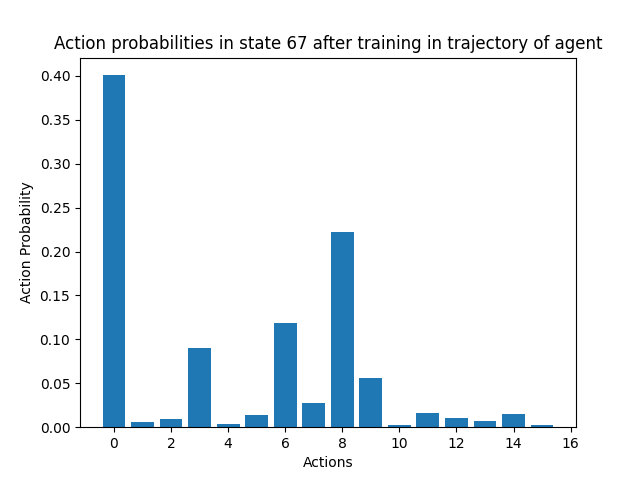 Action probabilities in state 67 after training in trajectory of agent
0.40
0.35
0.30
0.25
0.20
0.15
0.10
0.05
0.00
Action Probability
0 2 4 6 8 10 12 14 16
Actions